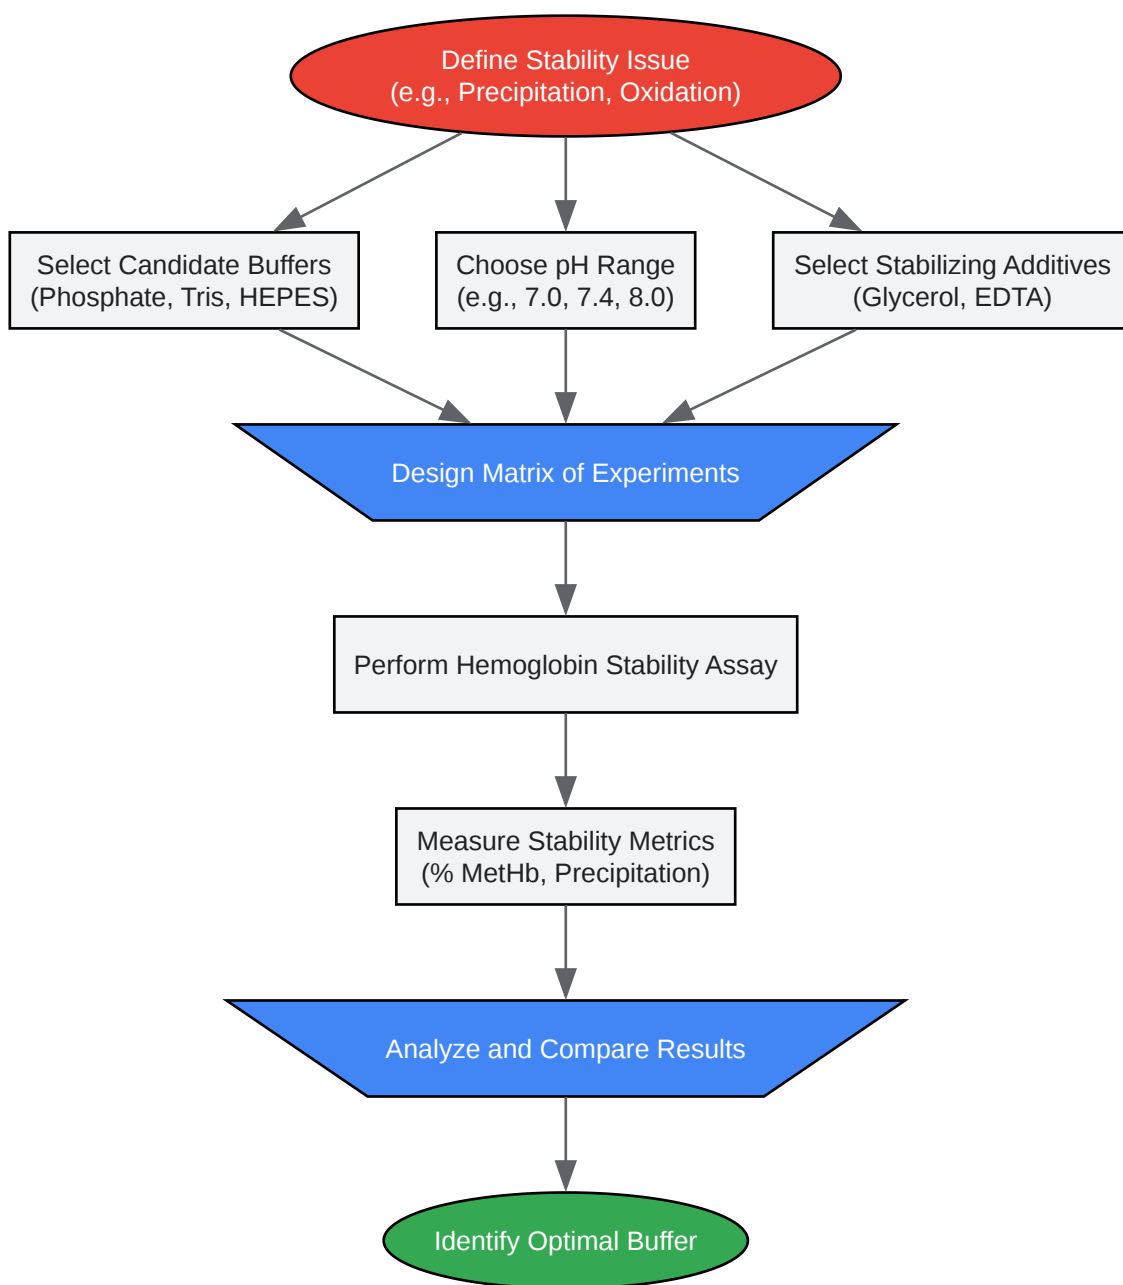 Define Stability Issue
(e.g., Precipitation, Oxidation)
Select Candidate Buffers
(Phosphate, Tris, HEPES)
Choose pH Range
(e.g., 7.0, 7.4, 8.0)
Select Stabilizing Additives
(Glycerol, EDTA)
Design Matrix of Experiments
Perform Hemoglobin Stability Assay
Measure Stability Metrics
(% MetHb, Precipitation)
Analyze and Compare Results
Identify Optimal Buffer